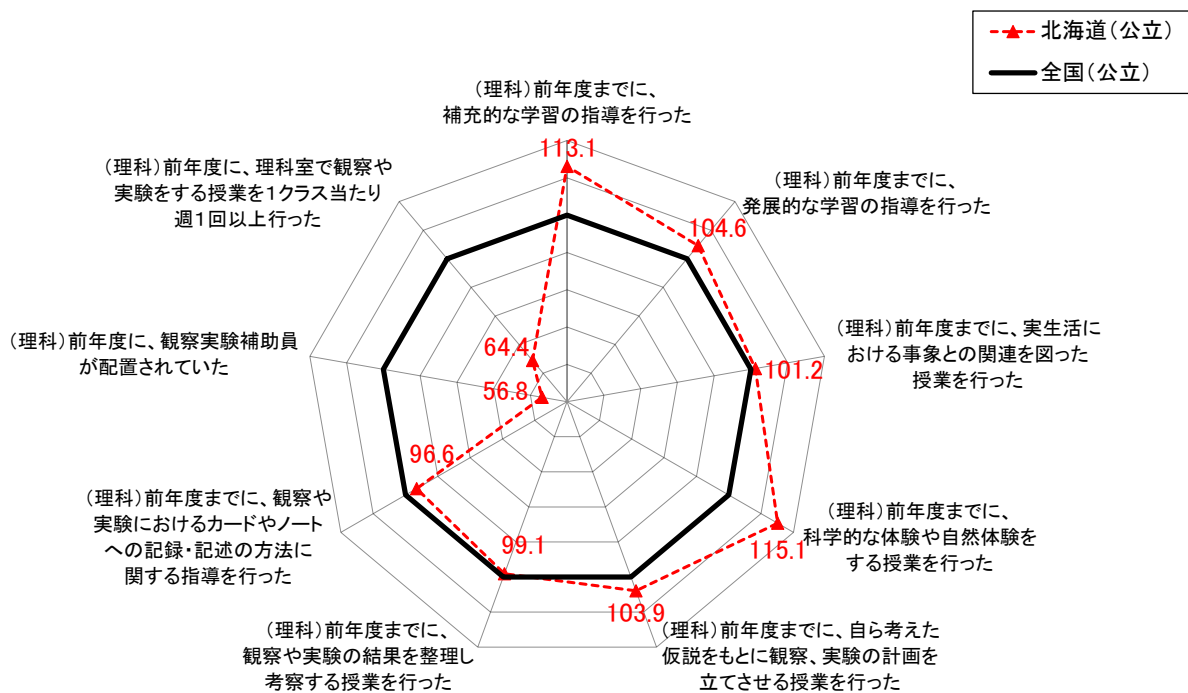 北海道(公立)
全国(公立)
(理科)前年度までに、
補充的な学習の指導を行った
113.1
(理科)前年度までに、
発展的な学習の指導を行った
104.6
(理科)前年度までに、実生活に
おける事象との関連を図った
授業を行った
101.2
(理科)前年度までに、
科学的な体験や自然体験を
する授業を行った
115.1
(理科)前年度までに、自ら考えた
仮説をもとに観察、実験の計画を
立てさせる授業を行った
103.9
(理科)前年度までに、
観察や実験の結果を整理し
考察する授業を行った
99.1
(理科)前年度までに、観察や
実験におけるカードやノート
への記録・記述の方法に
関する指導を行った
96.6
(理科)前年度に、観察実験補助員
が配置されていた
56.8
(理科)前年度に、理科室で観察や
実験をする授業を1クラス当たり
週1回以上行った
64.4